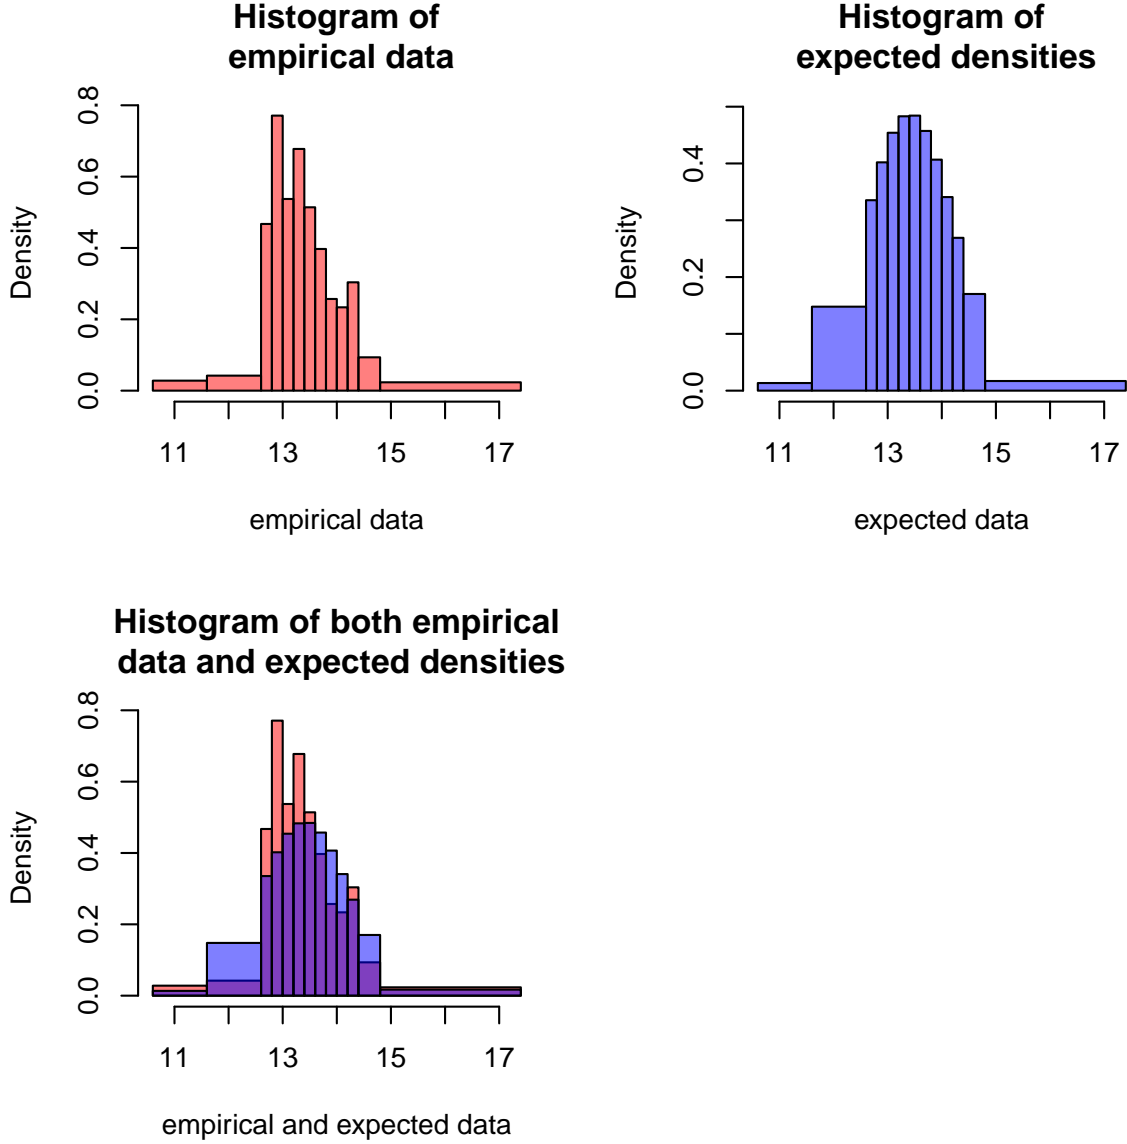 Histogram of
empirical data
Density
0.0
0.2
0.4
0.6
0.8
11
13
15
17
empirical data
Histogram of
expected densities
Density
0.0
0.2
0.4
11
13
15
17
expected data
Histogram of both empirical
data and expected densities
Density
0.0
0.2
0.4
0.6
0.8
11
13
15
17
empirical and expected data